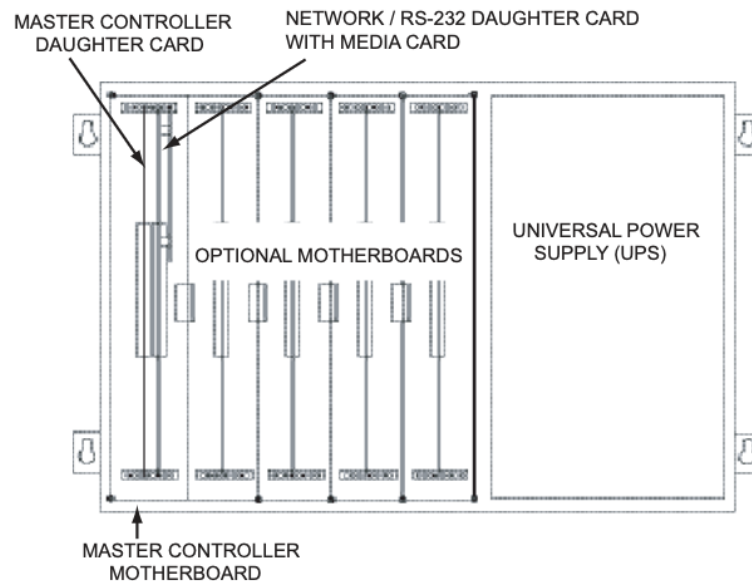 MASTER CONTROLLER
DAUGHTER CARD
NETWORK / RS-232 DAUGHTER CARD
WITH MEDIA CARD
OPTIONAL MOTHERBOARDS
UNIVERSAL POWER
SUPPLY (UPS)
MASTER CONTROLLER
MOTHERBOARD